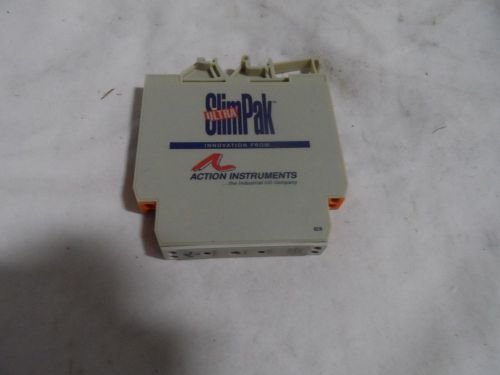 ULTRA
SlimPak
INNOVATION FROM
ACTION INSTRUMENTS
...the industrial I/O company